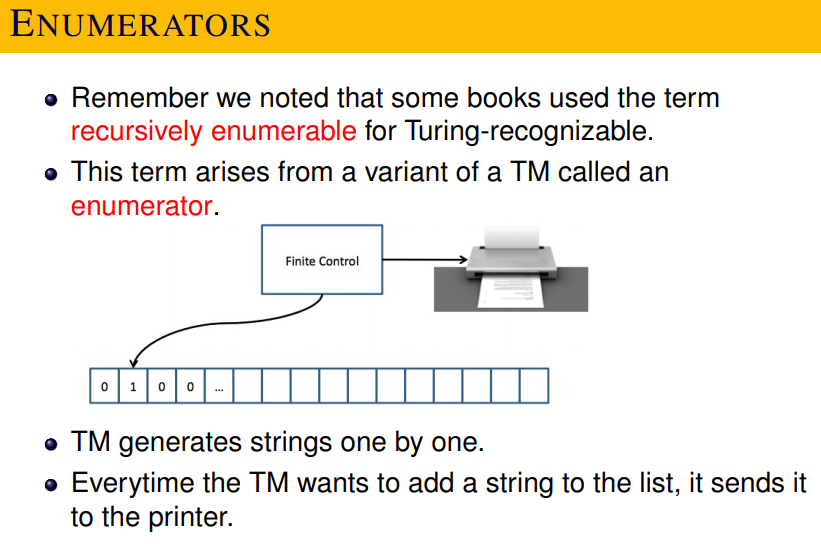 ENUMERATORS
Remember we noted that some books used the term
recursively enumerable for Turing-recognizable.
This term arises from a variant of a TM called an
enumerator.
Finite Control
0 1 0 0 ...
TM generates strings one by one.
Everytime the TM wants to add a string to the list, it sends it
to the printer.